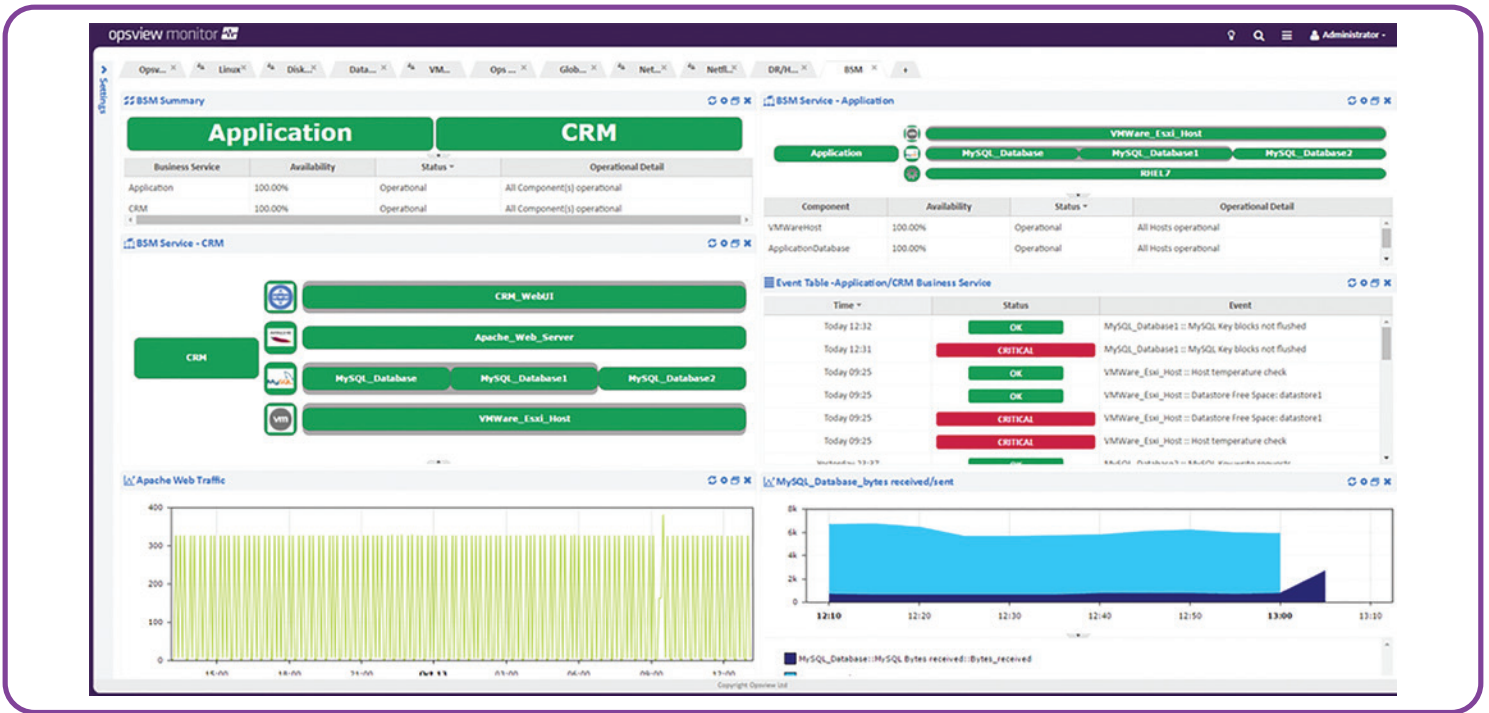 opsview monitor
Administrator
Settings
Opsv...
Linux
Disk...
Data...
VM...
Ops ...
Glob...
Net...
Netfl...
DR/H...
BSM
+
BSM Summary
Application
CRM
Business Service Availability Status Operational Detail
Application 100.00% Operational All Component(s) operational
CRM 100.00% Operational All Component(s) operational
BSM Service - CRM
CRM
CRM_WebUI
Apache_Web_Server
MySQL
MySQL_Database MySQL_Database1 MySQL_Database2
vm
VMWare_Esxi_Host
Apache Web Traffic
400
300
200
100
0
15:00 18:00 21:00 Oct 13 03:00 06:00 09:00 12:00
BSM Service - Application
Application
VMWare_Esxi_Host
MySQL_Database MySQL_Database1 MySQL_Database2
RHEL7
Component Availability Status Operational Detail
VMWareHost 100.00% Operational All Hosts operational
ApplicationDatabase 100.00% Operational All Hosts operational
Event Table -Application/CRM Business Service
Time Status Event
Today 12:32 OK MySQL_Database1 :: MySQL Key blocks not flushed
Today 12:31 CRITICAL MySQL_Database1 :: MySQL Key blocks not flushed
Today 09:25 OK VMWare_Esxi_Host :: Host temperature check
Today 09:25 OK VMWare_Esxi_Host :: Datastore Free Space: datastore1
Today 09:25 CRITICAL VMWare_Esxi_Host :: Datastore Free Space: datastore1
Today 09:25 CRITICAL VMWare_Esxi_Host :: Host temperature check
MySQL_Database_bytes received/sent
8k
6k
4k
2k
0
12:10 12:20 12:30 12:40 12:50 13:00 13:10
MySQL_Database::MySQL Bytes received::Bytes_received
Copyright Opsview Ltd